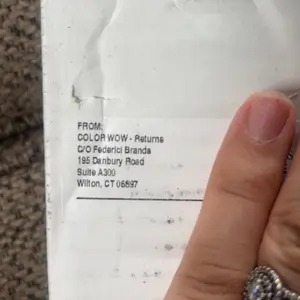 FROM:
COLOR WOW - Returns
C/O Federici Brands
195 Danbury Road
Suite A300
Wilton, CT 06897